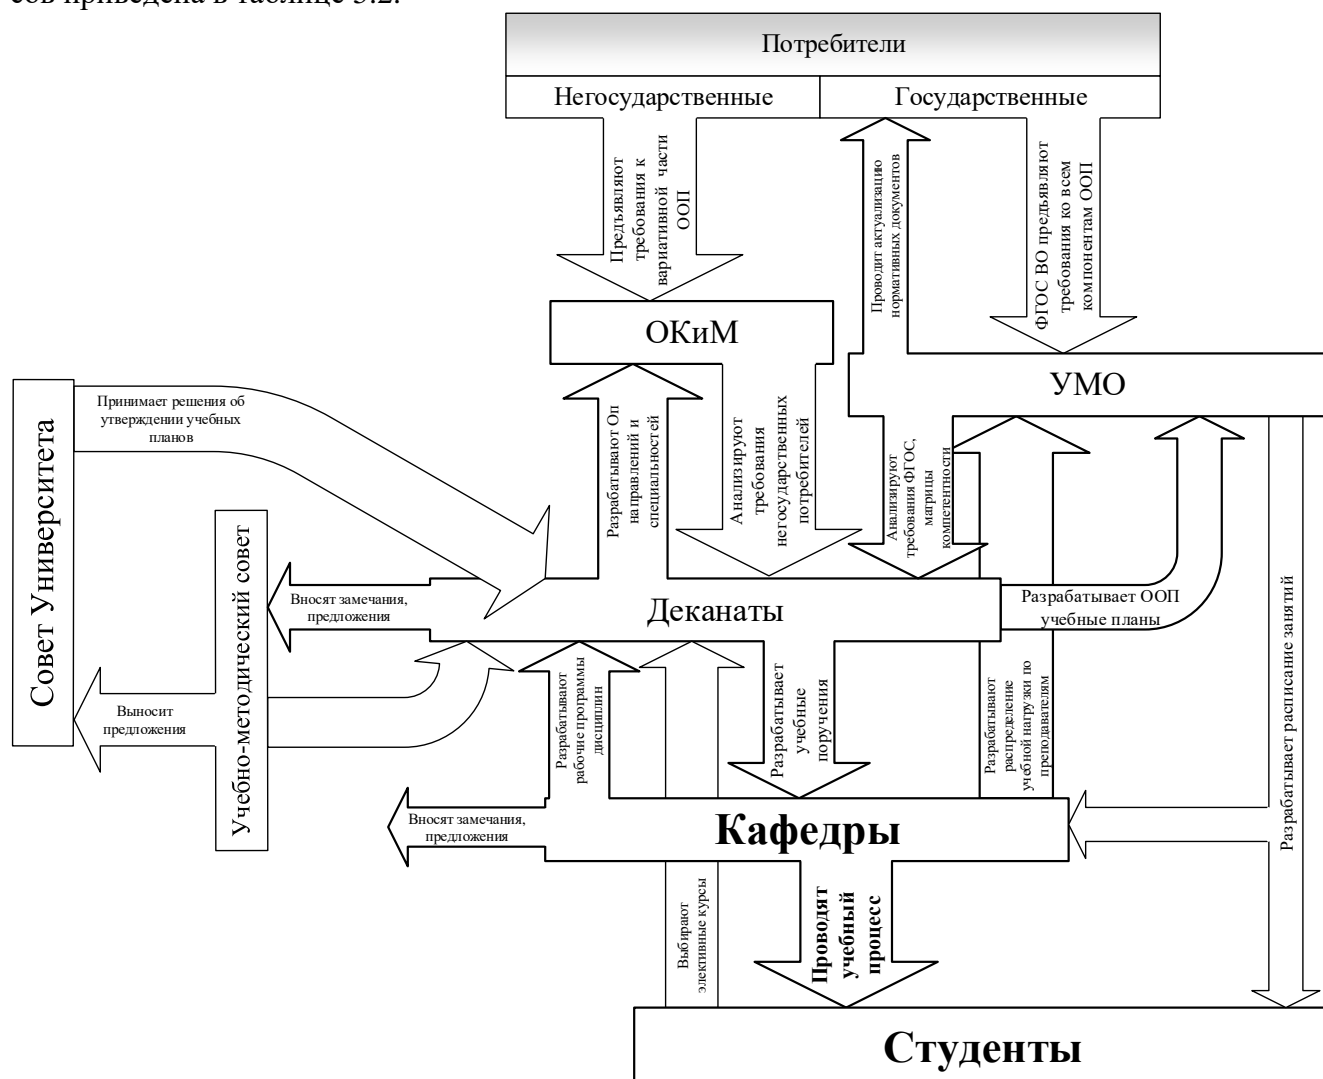 сов приведена в таблице 3.2.
Потребители
Негосударственные
Государственные
Предъявляют
требования к
вариативной части
ООП
Проводит актуализацию
нормативных документов
ФГОС ВО предьявляют
требования ко всем
компонентам ООП
ОКиМ
УМО
Совет Университета
Принимает решения об
утверждении учебных
планов
Разрабатывают Оп
направлений и
специальностей
Анализируют
требования
негосударственных
потребителей
Анализируют
требования ФГОС,
матрицы
компетентности
Учебно-методический совет
Вносят замечания,
предложения
Деканаты
Разрабатывает ООП
учебные планы
Разрабатывает расписание занятий
Выносит
предложения
Разрабатывают
рабочие программы
дисциплин
Разрабатывает
учебные
поручения
Разрабатывают
распределение
учебной нагрузки по
преподавателям
Вносят замечания,
предложения
Кафедры
Выбирают
элективные курсы
Проводят
учебный
процесс
Студенты